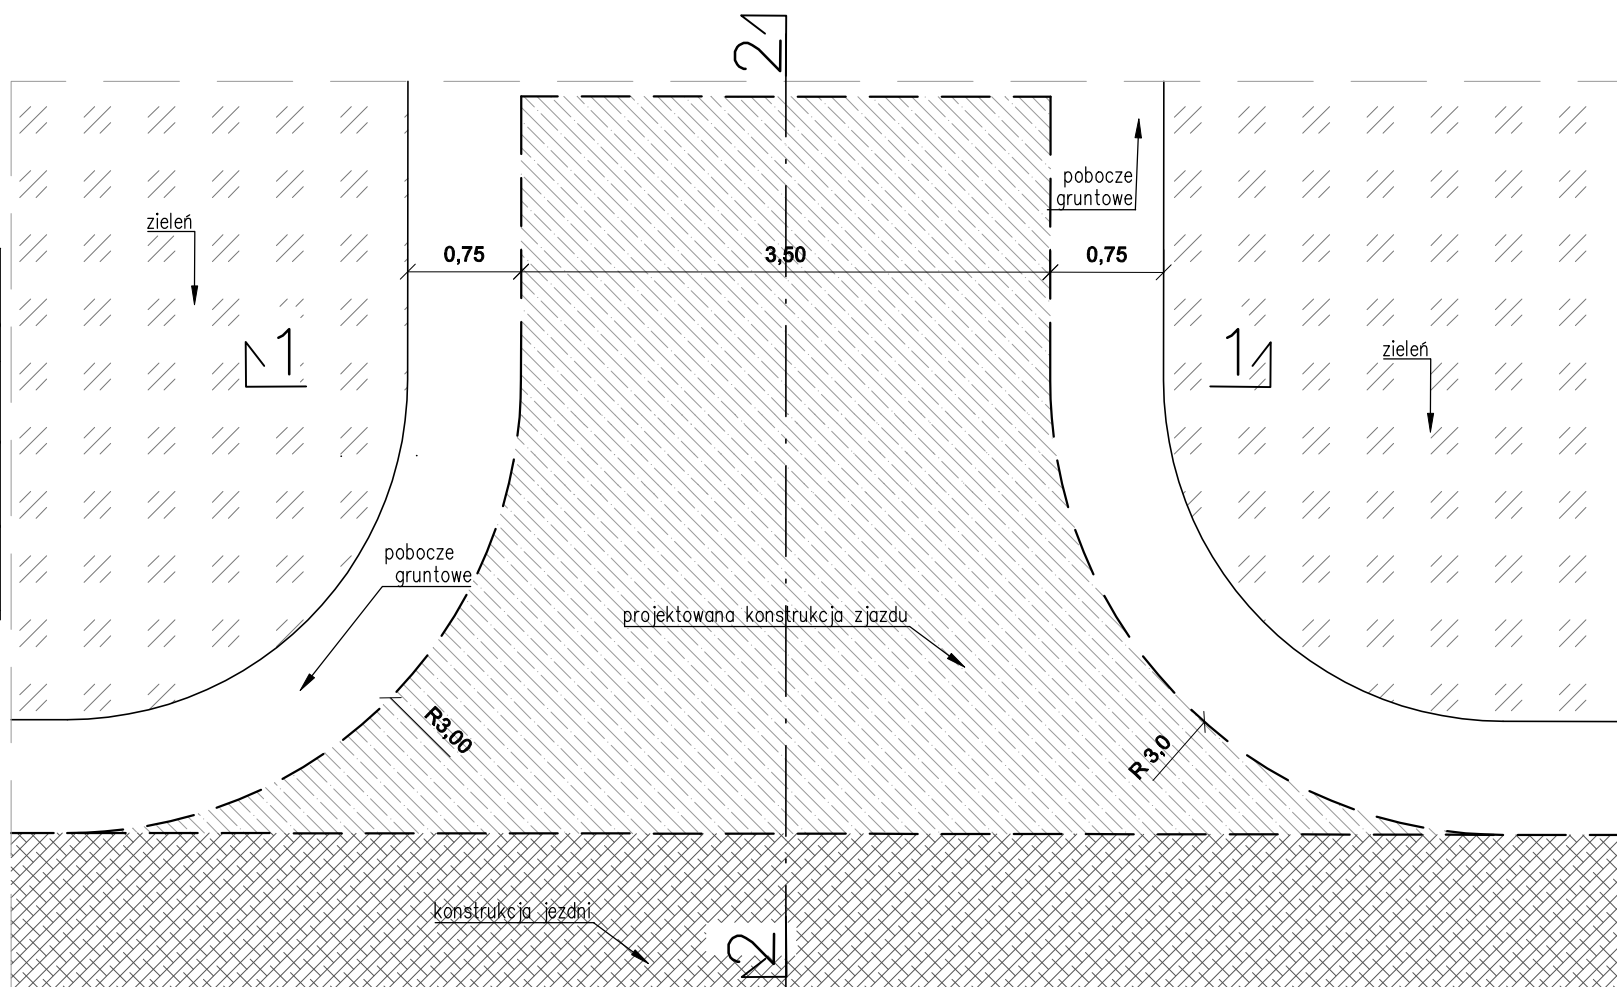 2
pobocze
gruntowe
zieleń
0,75
3,50
0,75
1
1
zieleń
pobocze
gruntowe
projektowana konstrukcja zjazdu
R3,00
R 3,0
konstrukcja jezdni
2